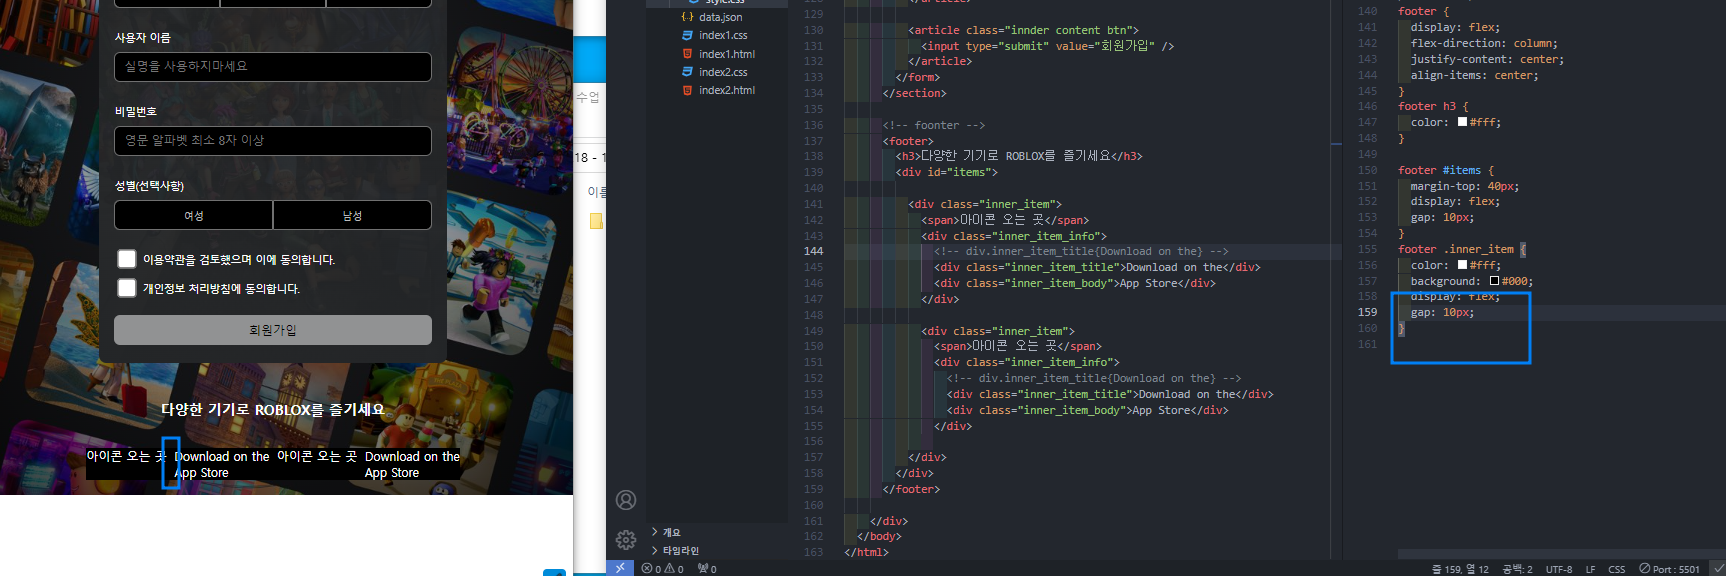 사용자 이름
실명을 사용하지마세요
비밀번호
영문 알파벳 최소 8자 이상
성별(선택사항)
여성
남성
이용약관을 검토했으며 이에 동의합니다.
개인정보 처리방침에 동의합니다.
회원가입
다양한 기기로 ROBLOX를 즐기세요
아이콘 오는 곳
Download on the
App Store
아이콘 오는 곳
Download on the
App Store
수업
18 - 1
이름
style.css
data.json
index1.css
index1.html
index2.css
index2.html
개요
타임라인
128 </article>
129
130 <article class="innder content btn">
131 <input type="submit" value="회원가입" />
132 </article>
133 </form>
134 </section>
135
136 <!-- foonter -->
137 <footer>
138 <h3>다양한 기기로 ROBLOX를 즐기세요</h3>
139 <div id="items">
140
141 <div class="inner_item">
142 <span>아이콘 오는 곳</span>
143 <div class="inner_item_info">
144 <!-- div.inner_item_title{Download on the} -->
145 <div class="inner_item_title">Download on the</div>
146 <div class="inner_item_body">App Store</div>
147 </div>
148
149 <div class="inner_item">
150 <span>아이콘 오는 곳</span>
151 <div class="inner_item_info">
152 <!-- div.inner_item_title{Download on the} -->
153 <div class="inner_item_title">Download on the</div>
154 <div class="inner_item_body">App Store</div>
155 </div>
156
157 </div>
158 </div>
159 </footer>
160
161 </div>
162 </body>
163 </html>
140 footer {
141 display: flex;
142 flex-direction: column;
143 justify-content: center;
144 align-items: center;
145 }
146 footer h3 {
147 color: #fff;
148 }
149
150 footer #items {
151 margin-top: 40px;
152 display: flex;
153 gap: 10px;
154 }
155 footer .inner_item {
156 color: #fff;
157 background: #000;
158 display: flex;
159 gap: 10px;
160 }
161
0 0 0
줄 159, 열 12
공백: 2
UTF-8
LF
CSS
Port : 5501